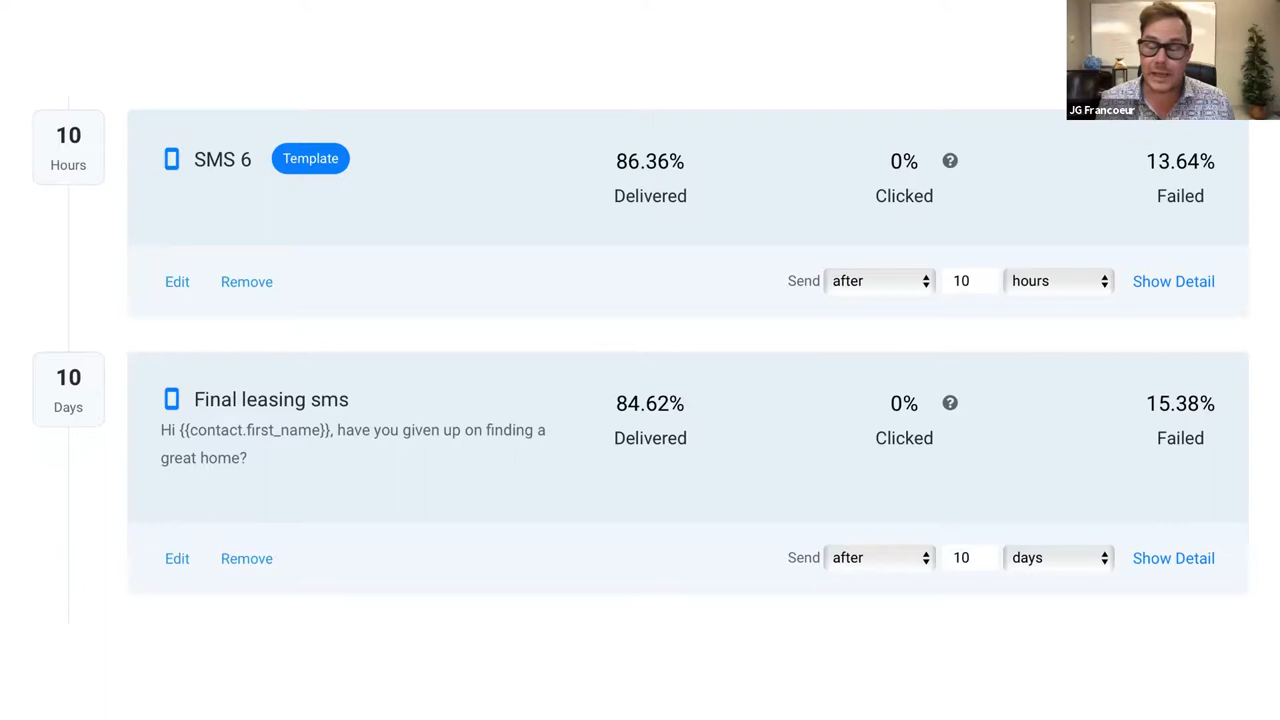 JG Francoeur
10
Hours
SMS 6 Template
86.36%
Delivered
0%
Clicked
13.64%
Failed
Edit Remove
Send after 10 hours Show Detail
10
Days
Final leasing sms
Hi {{contact.first_name}}, have you given up on finding a
great home?
84.62%
Delivered
0%
Clicked
15.38%
Failed
Edit Remove
Send after 10 days Show Detail